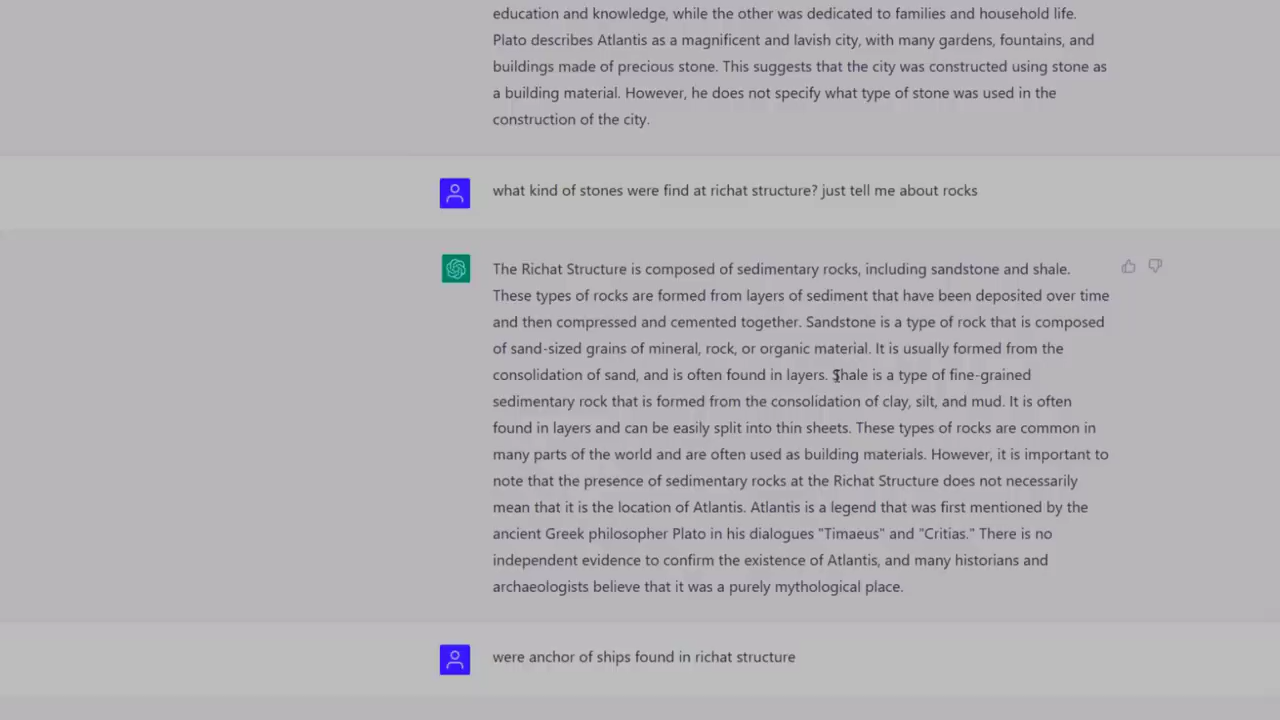 education and knowledge, while the other was dedicated to families and household life.
Plato describes Atlantis as a magnificent and lavish city, with many gardens, fountains, and
buildings made of precious stone. This suggests that the city was constructed using stone as
a building material. However, he does not specify what type of stone was used in the
construction of the city.
what kind of stones were find at richat structure? just tell me about rocks
The Richat Structure is composed of sedimentary rocks, including sandstone and shale.
These types of rocks are formed from layers of sediment that have been deposited over time
and then compressed and cemented together. Sandstone is a type of rock that is composed
of sand-sized grains of mineral, rock, or organic material. It is usually formed from the
consolidation of sand, and is often found in layers. Shale is a type of fine-grained
sedimentary rock that is formed from the consolidation of clay, silt, and mud. It is often
found in layers and can be easily split into thin sheets. These types of rocks are common in
many parts of the world and are often used as building materials. However, it is important to
note that the presence of sedimentary rocks at the Richat Structure does not necessarily
mean that it is the location of Atlantis. Atlantis is a legend that was first mentioned by the
ancient Greek philosopher Plato in his dialogues "Timaeus" and "Critias." There is no
independent evidence to confirm the existence of Atlantis, and many historians and
archaeologists believe that it was a purely mythological place.
were anchor of ships found in richat structure